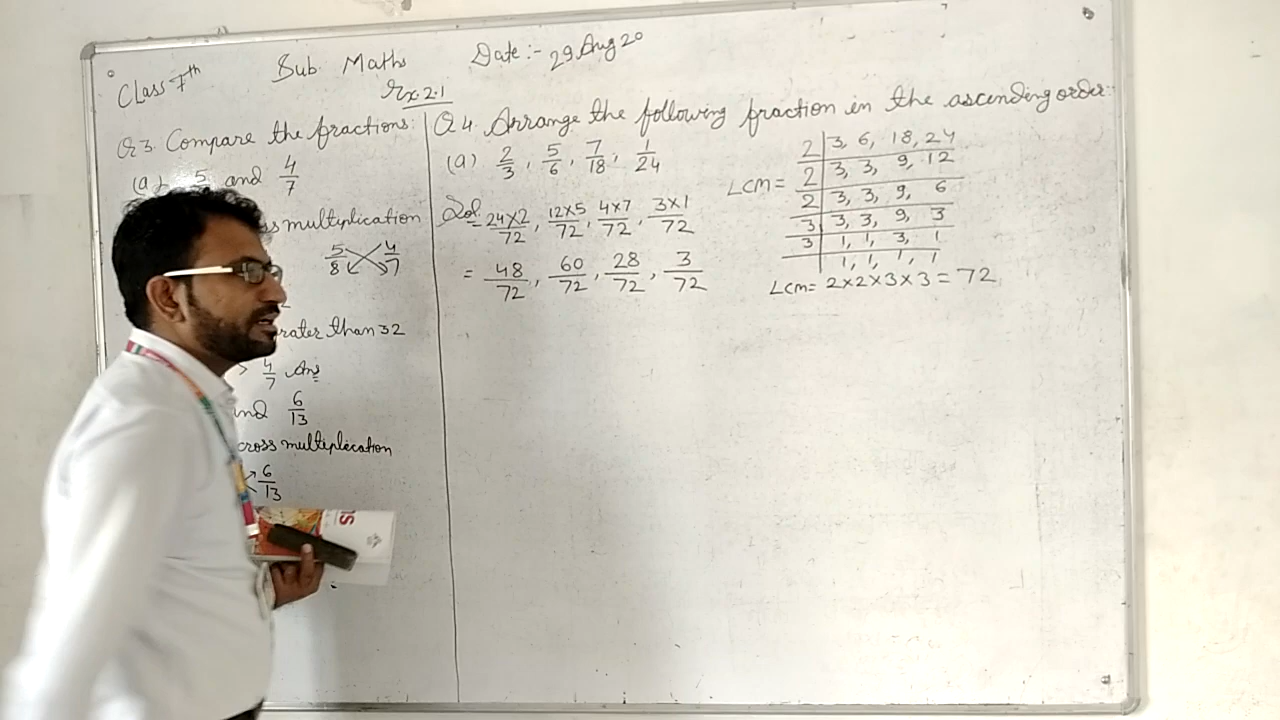 Class 7th Sub Maths Date:- 29 Aug 20
Ex. 2.1
Q3. Compare the fractions:
(a) 5 and 4/7
ss multiplication
5/8 4/7
2
rater than 32
> 4/7 Ans
and 6/13
cross multiplication
6/13
Q4. Arrange the following fraction in the ascending order:
(a) 2/3, 5/6, 7/18, 1/24
Sol. = 24×2/72, 12×5/72, 4×7/72, 3×1/72
= 48/72, 60/72, 28/72, 3/72
LCM =
2 | 3, 6, 18, 24
2 | 3, 3, 9, 12
2 | 3, 3, 9, 6
3 | 3, 3, 9, 3
3 | 1, 1, 3, 1
1, 1, 1, 1
LCM = 2×2×3×3 = 72